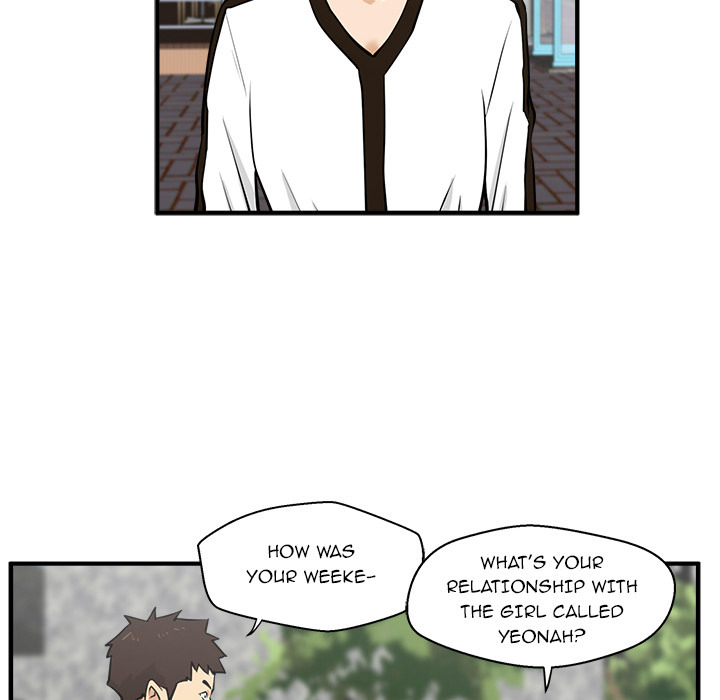 HOW WAS
YOUR WEEKE-
WHAT'S YOUR
RELATIONSHIP WITH
THE GIRL CALLED
YEONAH?